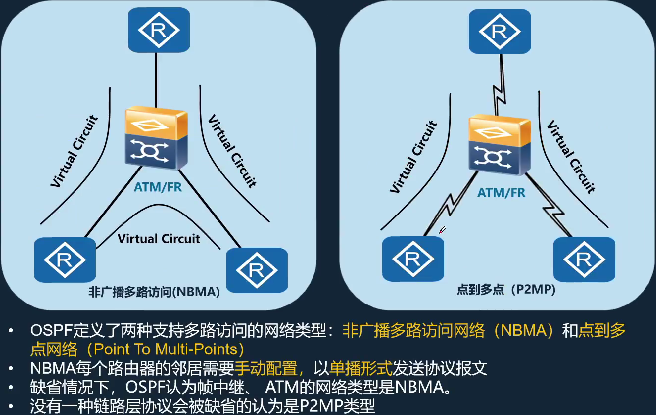 R
R
Virtual Circuit
Virtual Circuit
Virtual Circuit
Virtual Circuit
ATM/FR
ATM/FR
Virtual Circuit
R
R
R
R
非广播多路访问(NBMA)
点到多点（P2MP）
• OSPF定义了两种支持多路访问的网络类型：非广播多路访问网络（NBMA）和点到多
点网络（Point To Multi-Points）
• NBMA每个路由器的邻居需要手动配置，以单播形式发送协议报文
• 缺省情况下，OSPF认为帧中继、ATM的网络类型是NBMA。
• 没有一种链路层协议会被缺省的认为是P2MP类型